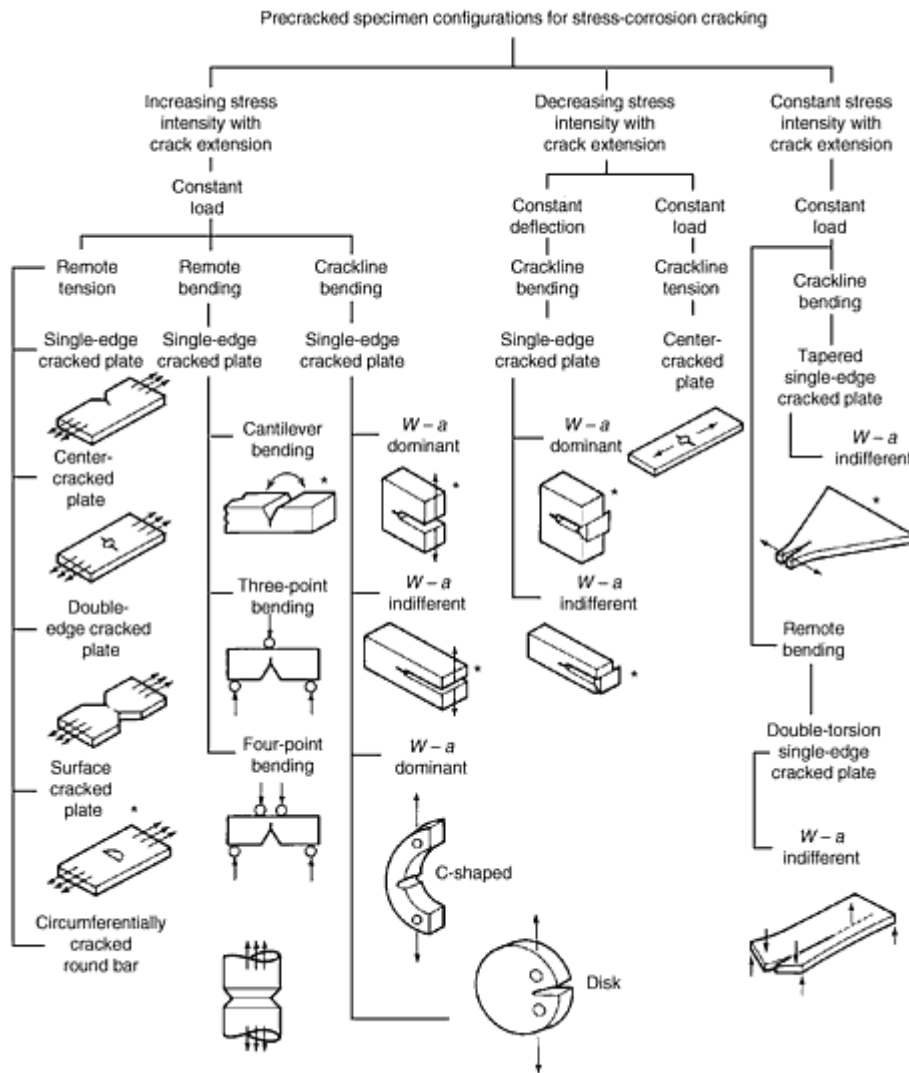 Precracked specimen configurations for stress-corrosion cracking
Increasing stress
intensity with
crack extension
Constant
load
Remote
tension
Single-edge
cracked plate
Center-
cracked
plate
Double-
edge cracked
plate
Surface
cracked
plate
*
Circumferentially
cracked
round bar
Remote
bending
Single-edge
cracked plate
Cantilever
bending
*
Three-point
bending
Four-point
bending
Crackline
bending
Single-edge
cracked plate
W – a
dominant
*
W – a
indifferent
*
W – a
dominant
C-shaped
Disk
Decreasing stress
intensity with
crack extension
Constant
deflection
Crackline
bending
Single-edge
cracked plate
W – a
dominant
*
W – a
indifferent
*
Constant
load
Crackline
tension
Center-
cracked
plate
Constant stress
intensity with
crack extension
Constant
load
Crackline
bending
Tapered
single-edge
cracked plate
W – a
indifferent
*
Remote
bending
Double-torsion
single-edge
cracked plate
W – a
indifferent